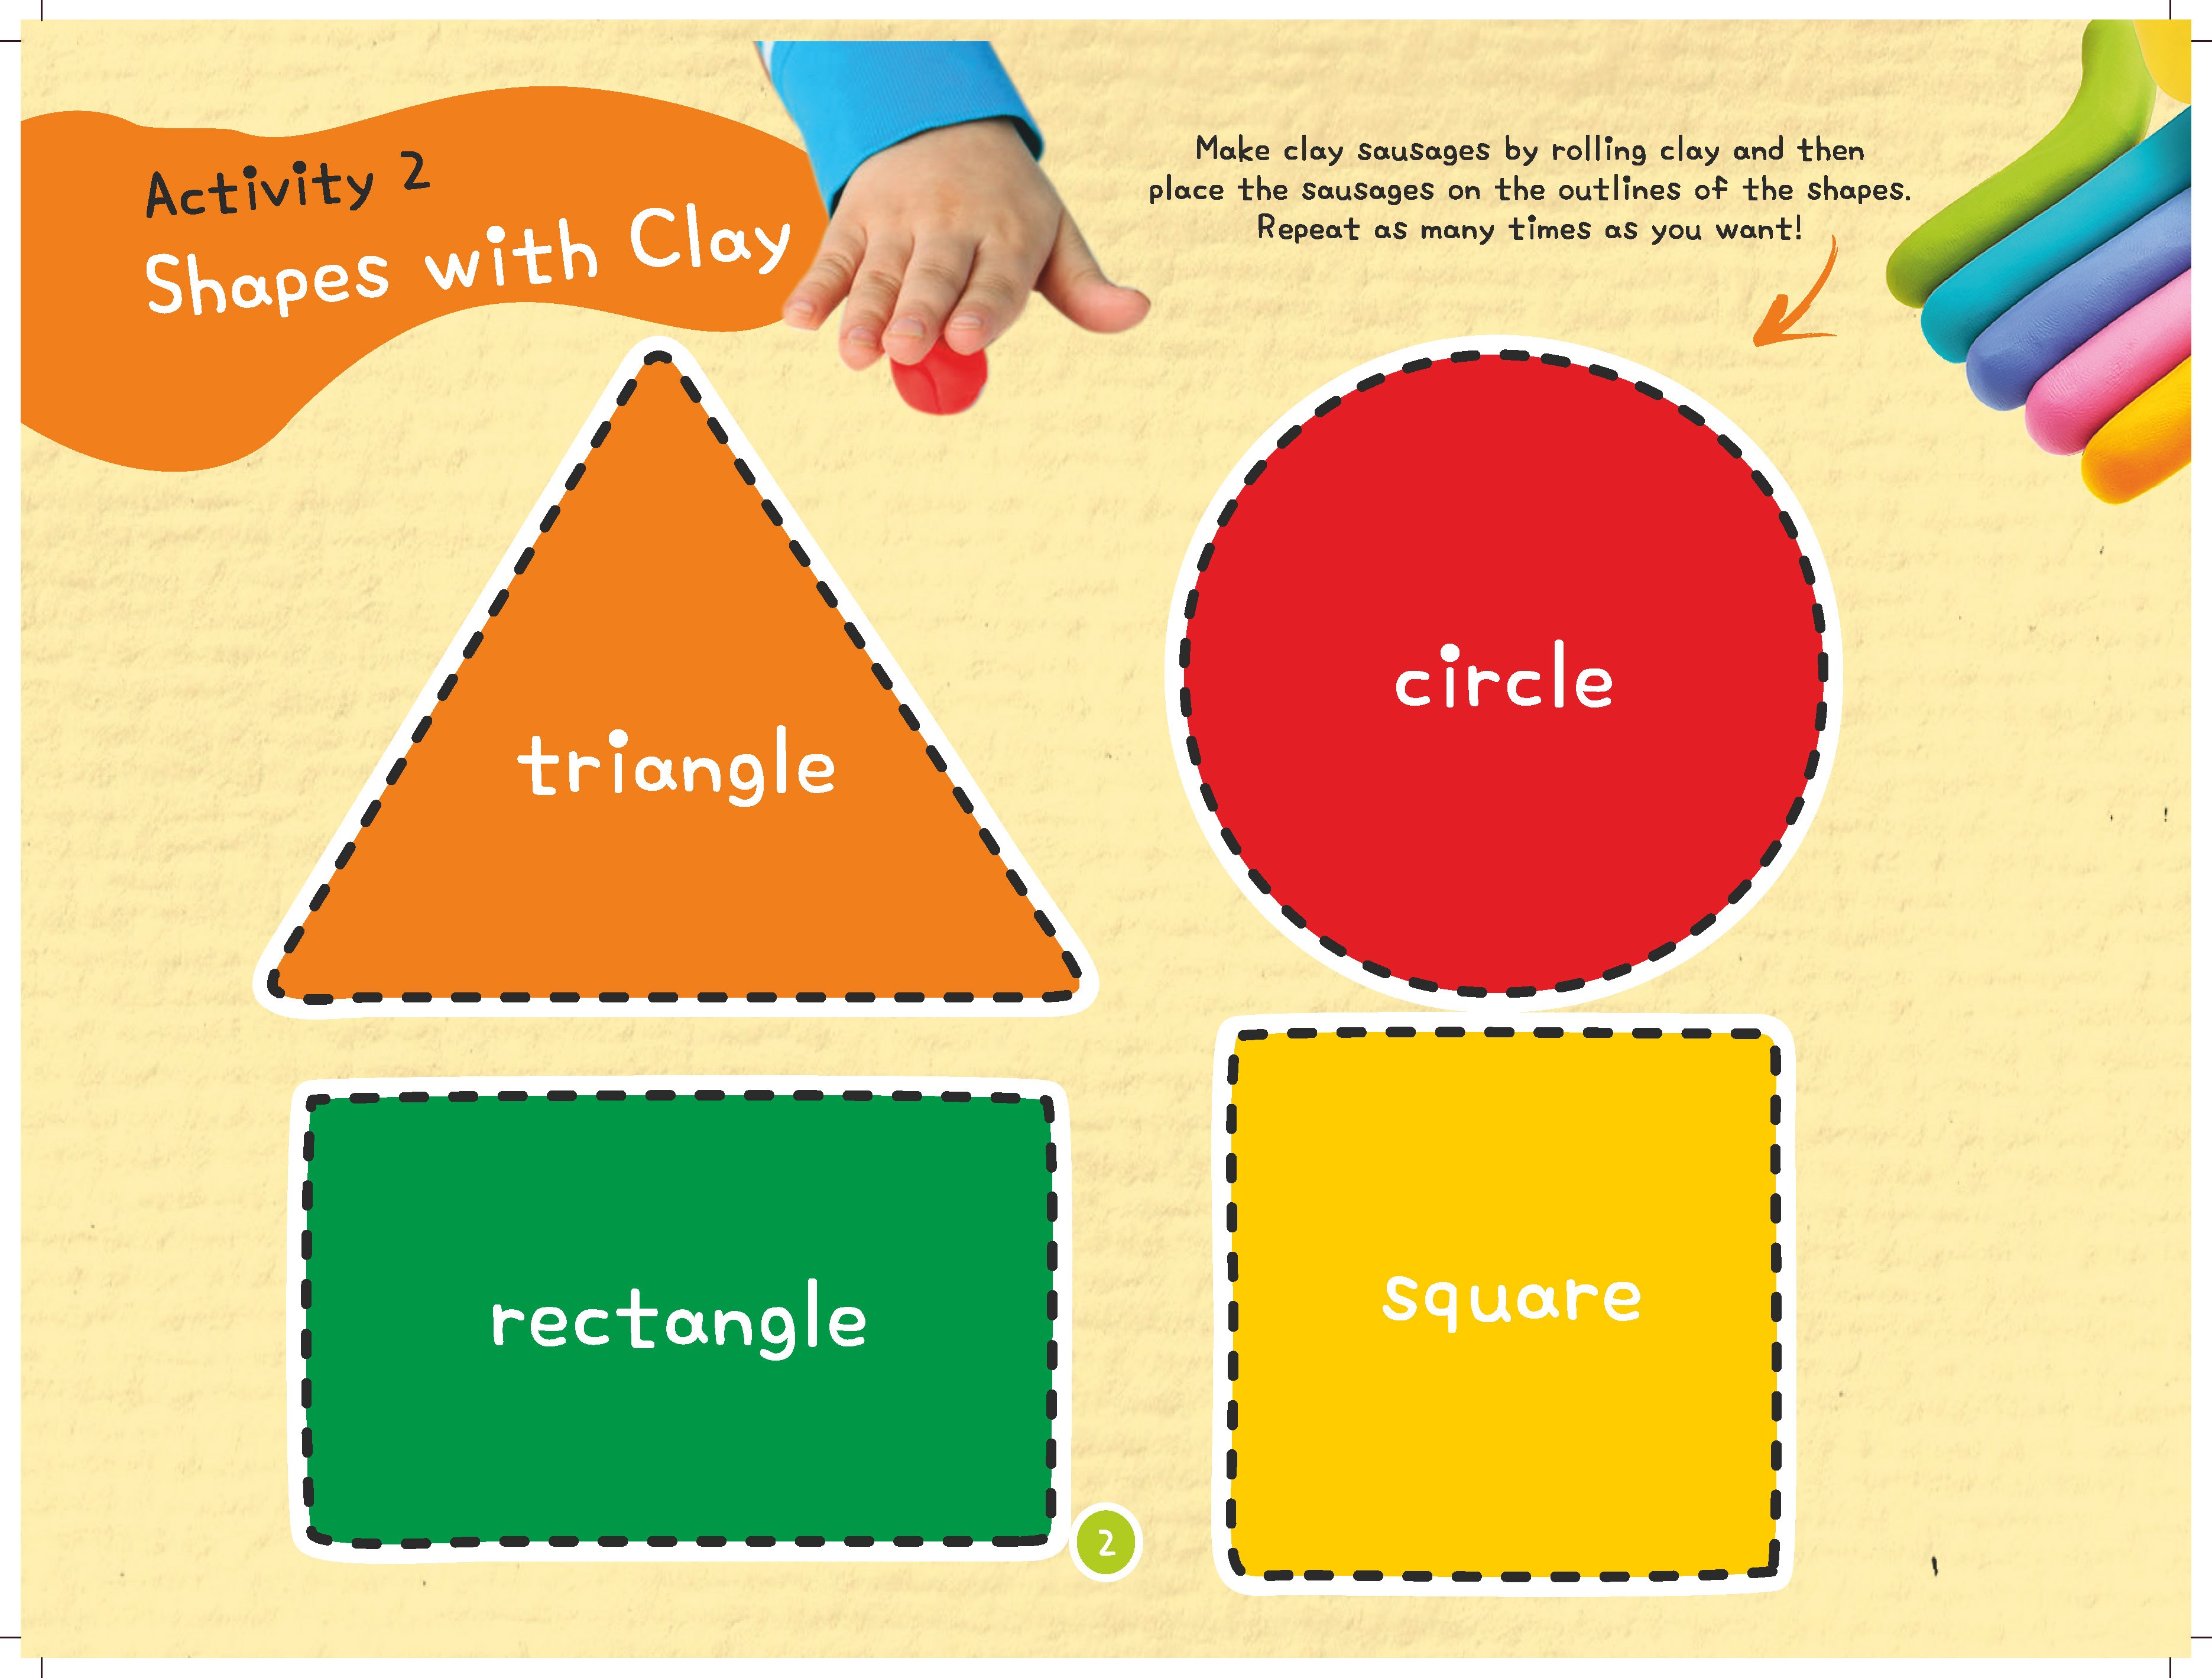 Activity 2
Shapes with Clay
Make clay sausages by rolling clay and then
place the sausages on the outlines of the shapes.
Repeat as many times as you want!
triangle
circle
rectangle
square
2